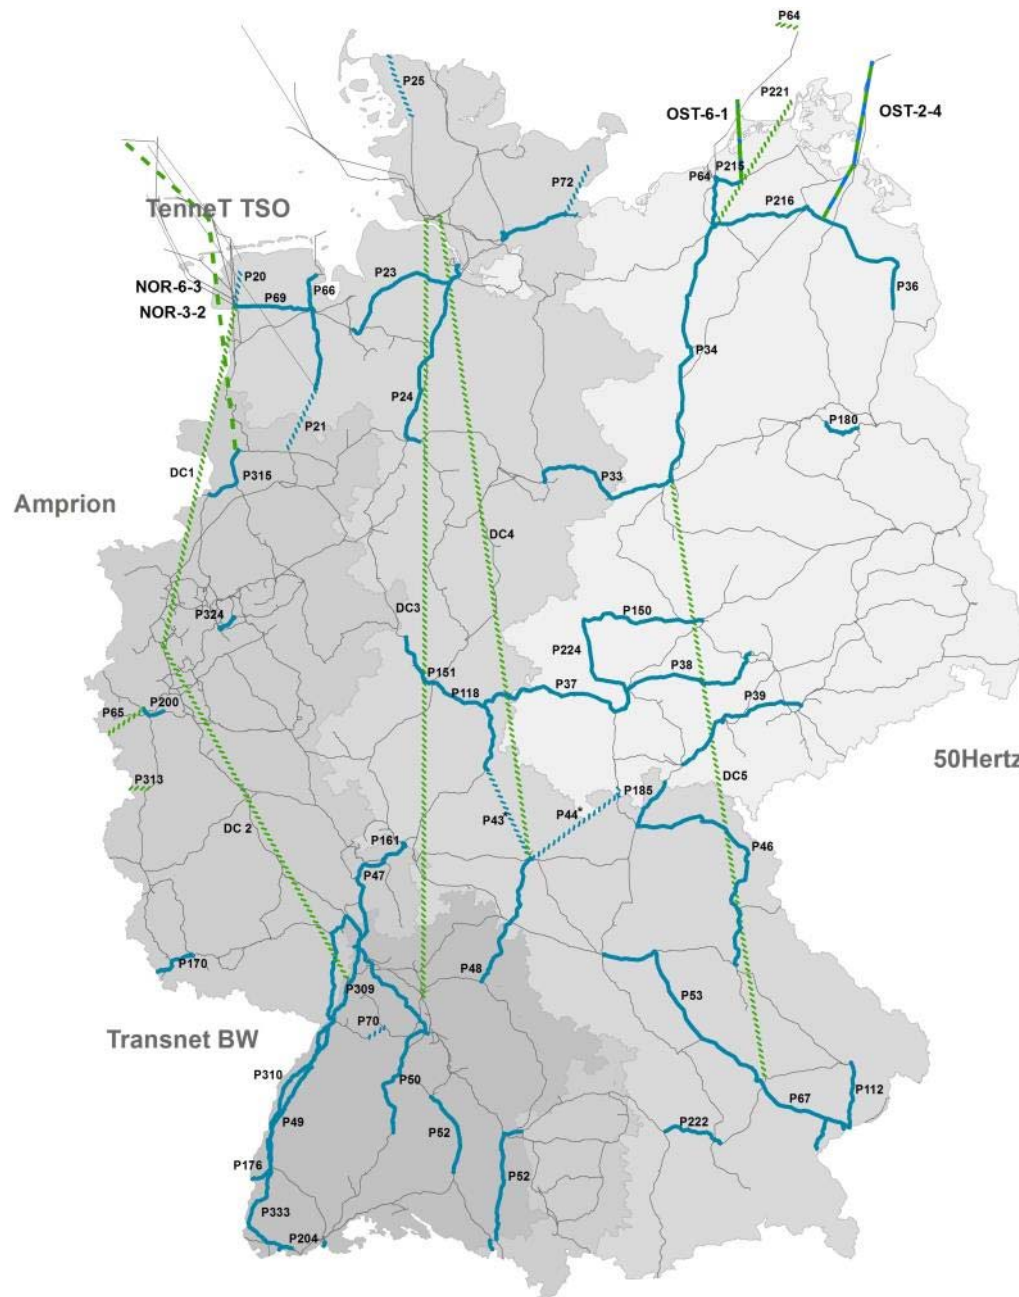 P64
P25
P221
OST-6-1
OST-2-4
P215
P64
P72
P216
TenneT TSO
P20
P23
NOR-6-3
P66
P69
NOR-3-2
P36
P34
P24
P180
P21
DC1
P315
P33
Amprion
DC4
P324
DC3
P150
P224
P151
P38
P37
P118
P39
P65
P200
50Hertz
P313
DC5
P185
P43*
P44*
DC 2
P161
P46
P47
P170
P48
P309
P53
P70
Transnet BW
P310
P50
P67
P112
P49
P52
P222
P176
P52
P333
P204